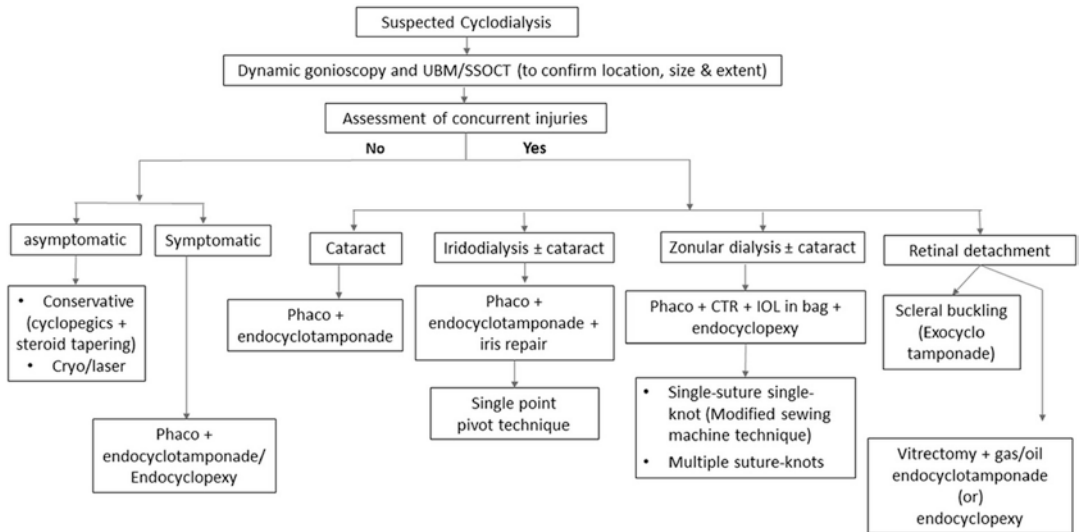 Suspected Cyclodialysis
Dynamic gonioscopy and UBM/SSOCT (to confirm location, size & extent)
Assessment of concurrent injuries
No
Yes
asymptomatic
Symptomatic
Cataract
Iridodialysis ± cataract
Zonular dialysis ± cataract
Retinal detachment
• Conservative
(cyclopegics +
steroid tapering)
• Cryo/laser
Phaco +
endocyclotamponade/
Endocyclopexy
Phaco +
endocyclotamponade
Phaco +
endocyclotamponade +
iris repair
Single point
pivot technique
Phaco + CTR + IOL in bag +
endocyclopexy
• Single-suture single-
knot (Modified sewing
machine technique)
• Multiple suture-knots
Scleral buckling
(Exocyclo
tamponade)
Vitrectomy + gas/oil
endocyclotamponade
(or)
endocyclopexy